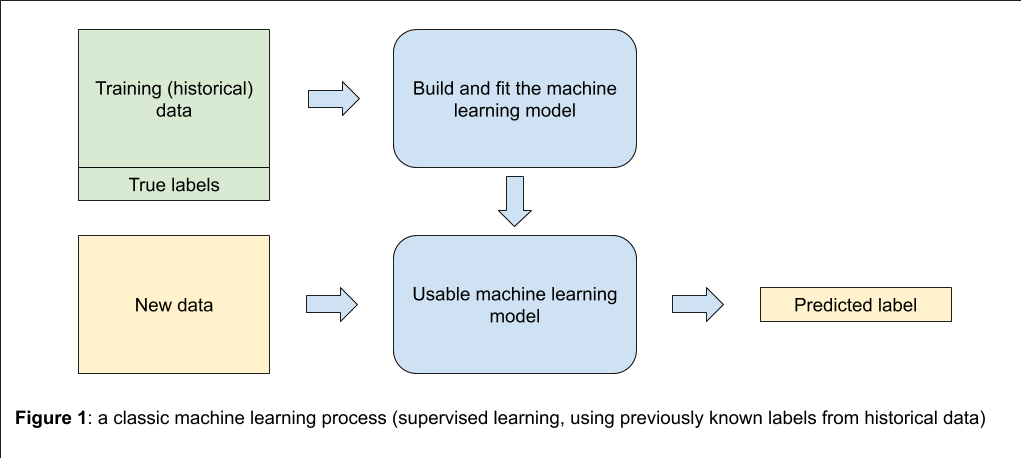 Training (historical)
data
True labels
Build and fit the machine
learning model
New data
Usable machine learning
model
Predicted label
Figure 1: a classic machine learning process (supervised learning, using previously known labels from historical data)